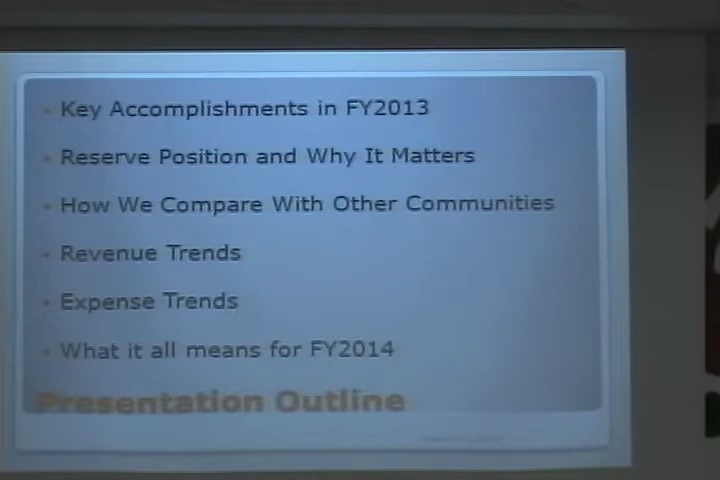 Key Accomplishments in FY2013
Reserve Position and Why It Matters
How We Compare With Other Communities
Revenue Trends
Expense Trends
What it all means for FY2014
Presentation Outline